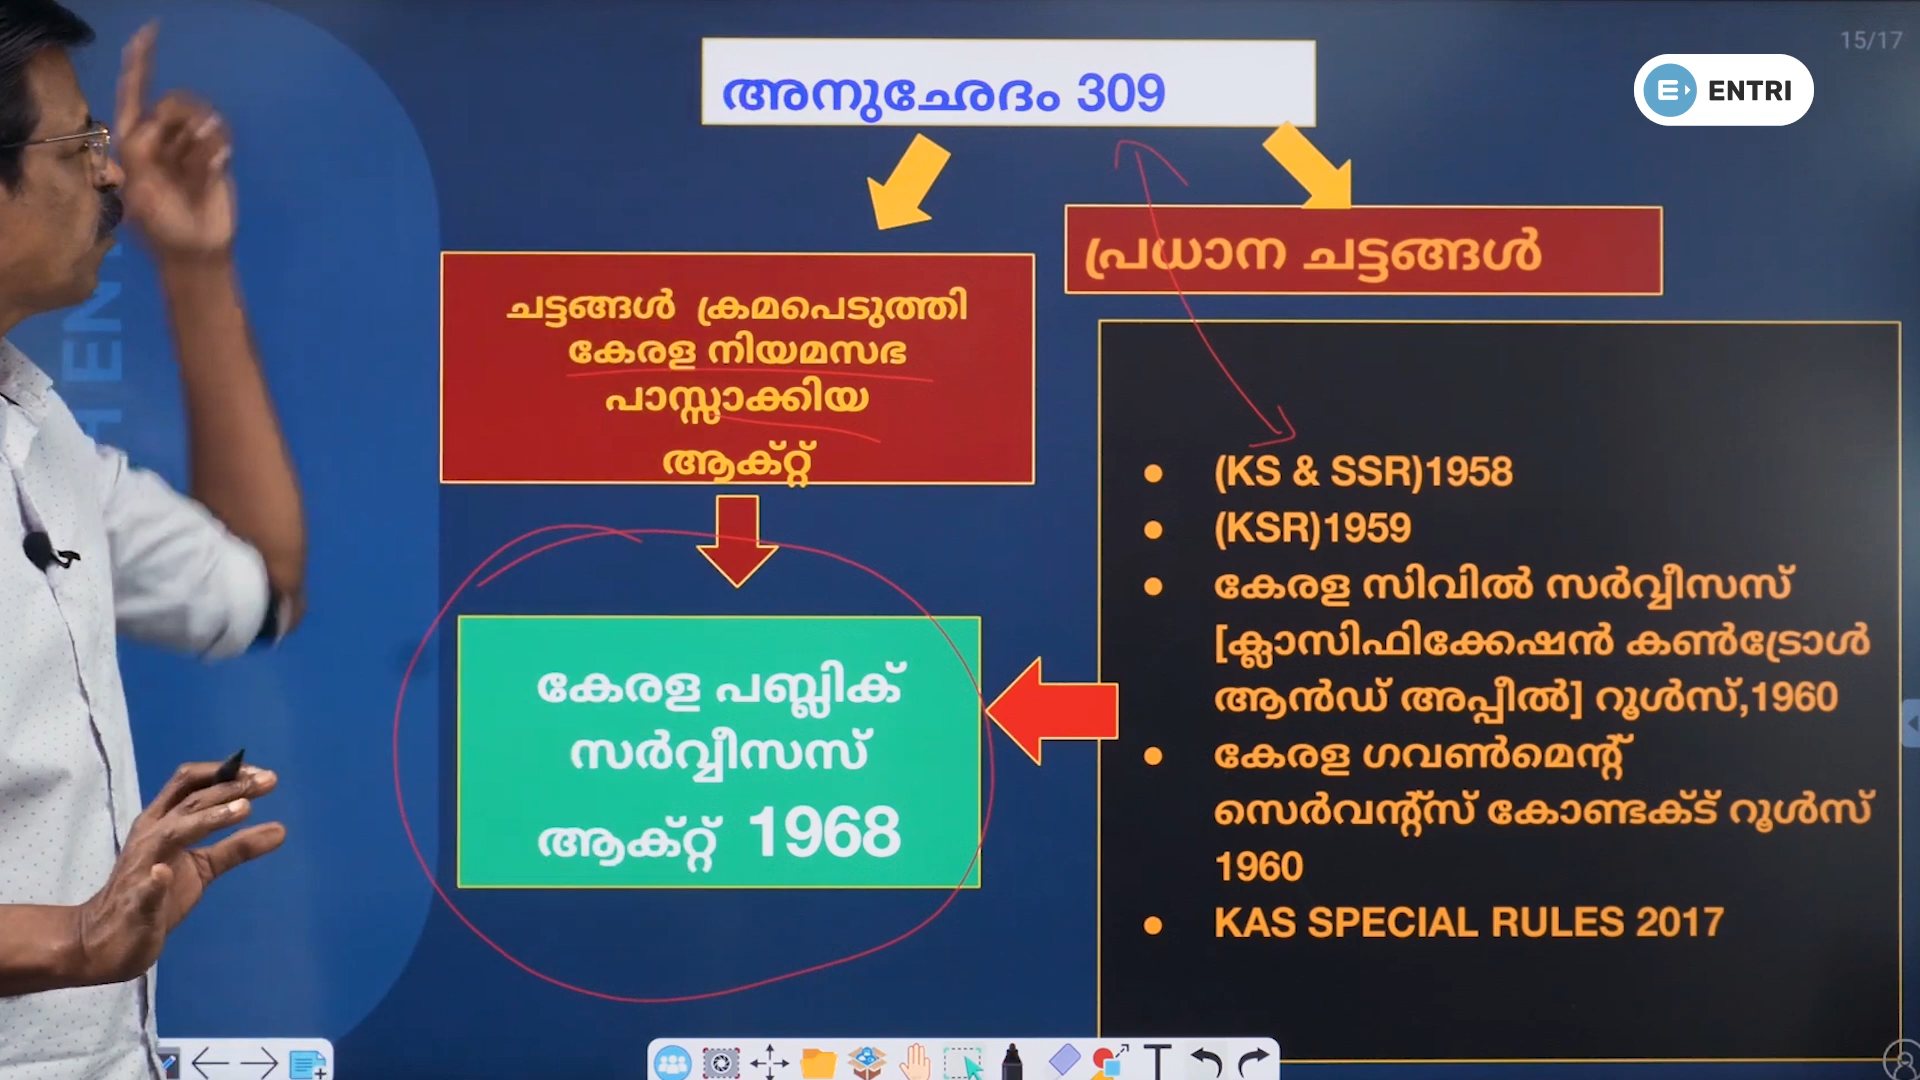 15/17
ENTRI
അനുഛേദം 309
ചട്ടങ്ങൾ ക്രമപെടുത്തി
കേരള നിയമസഭ
പാസ്സാക്കിയ
ആക്റ്റ്
കേരള പബ്ലിക്
സർവ്വീസസ്
ആക്റ്റ് 1968
പ്രധാന ചട്ടങ്ങൾ
(KS & SSR)1958
(KSR)1959
കേരള സിവിൽ സർവ്വീസസ്
[ക്ലാസിഫിക്കേഷൻ കൺട്രോൾ
ആൻഡ് അപ്പീൽ] റൂൾസ്,1960
കേരള ഗവൺമെന്റ്
സെർവന്റ്സ് കോണ്ടക്ട് റൂൾസ്
1960
KAS SPECIAL RULES 2017